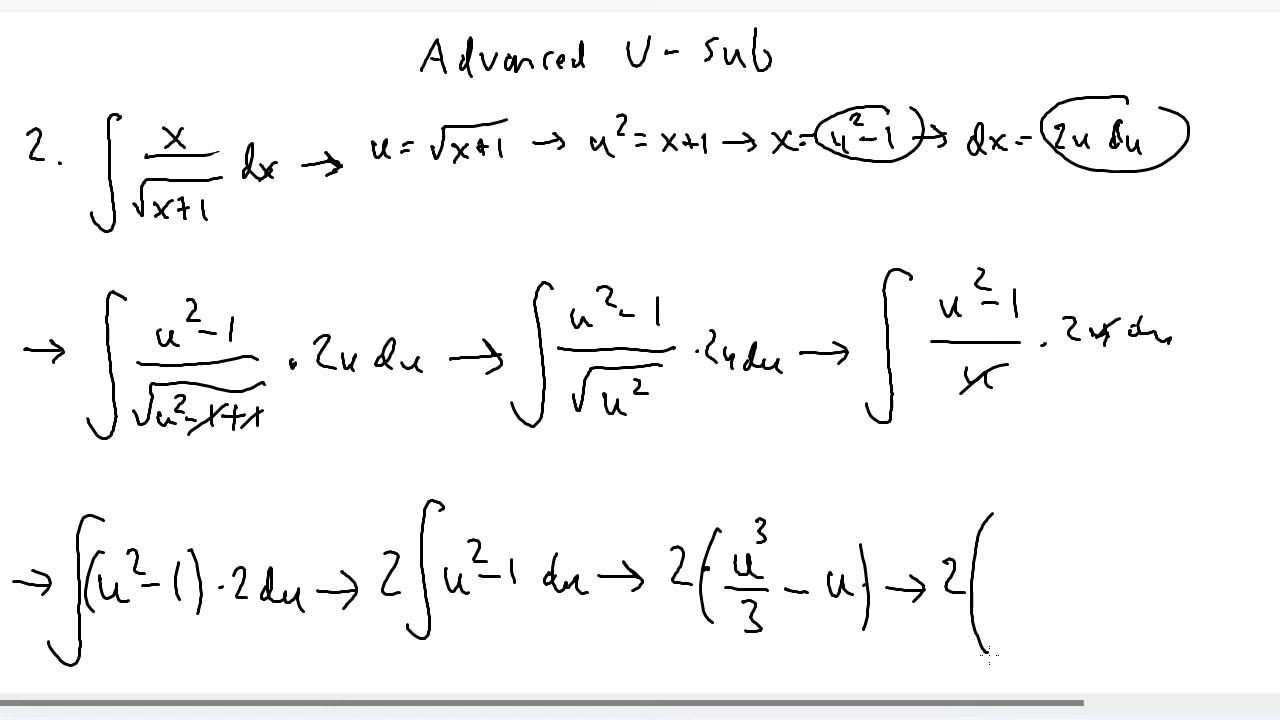 Advanced U-sub
2. ∫ x/√(x+1) dx → u = √(x+1) → u² = x+1 → x = u²-1 → dx = 2u du
→ ∫ (u²-1)/√(u²-1+1) · 2u du → ∫ (u²-1)/√(u²) · 2u du → ∫ (u²-1)/u · 2u du
→ ∫(u²-1)·2du → 2∫u²-1 du → 2(u³/3 - u) → 2(